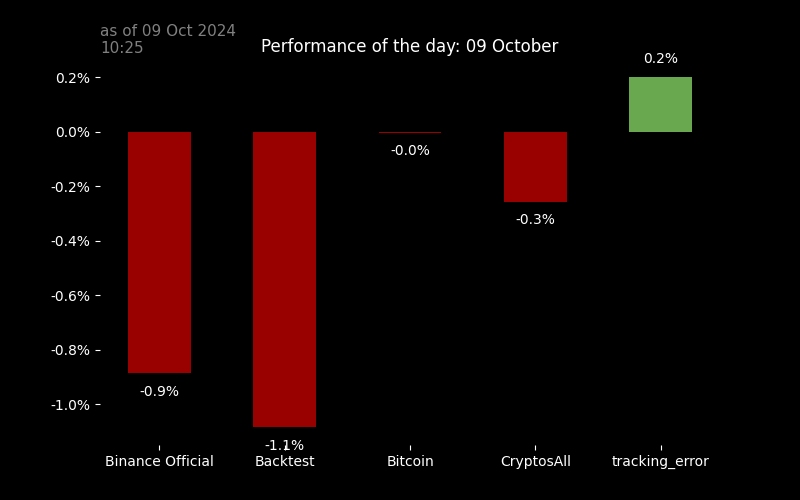 as of 09 Oct 2024
10:25
Performance of the day: 09 October
0.2%
0.2%
0.0%
-0.0%
-0.2%
-0.3%
-0.4%
-0.6%
-0.8%
-0.9%
-1.0%
-1.1%
Binance Official
Backtest
Bitcoin
CryptosAll
tracking_error